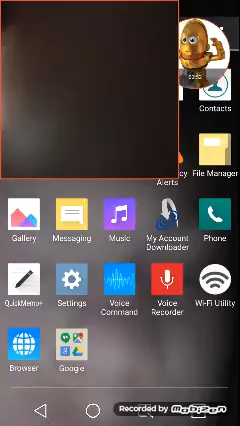 Contacts
Alerts
File Manager
Gallery
Messaging
Music
My Account
Downloader
Phone
QuickMemo+
Settings
Voice
Command
Voice
Recorder
Wi-Fi Utility
Browser
Google
Recorded by Mobizen